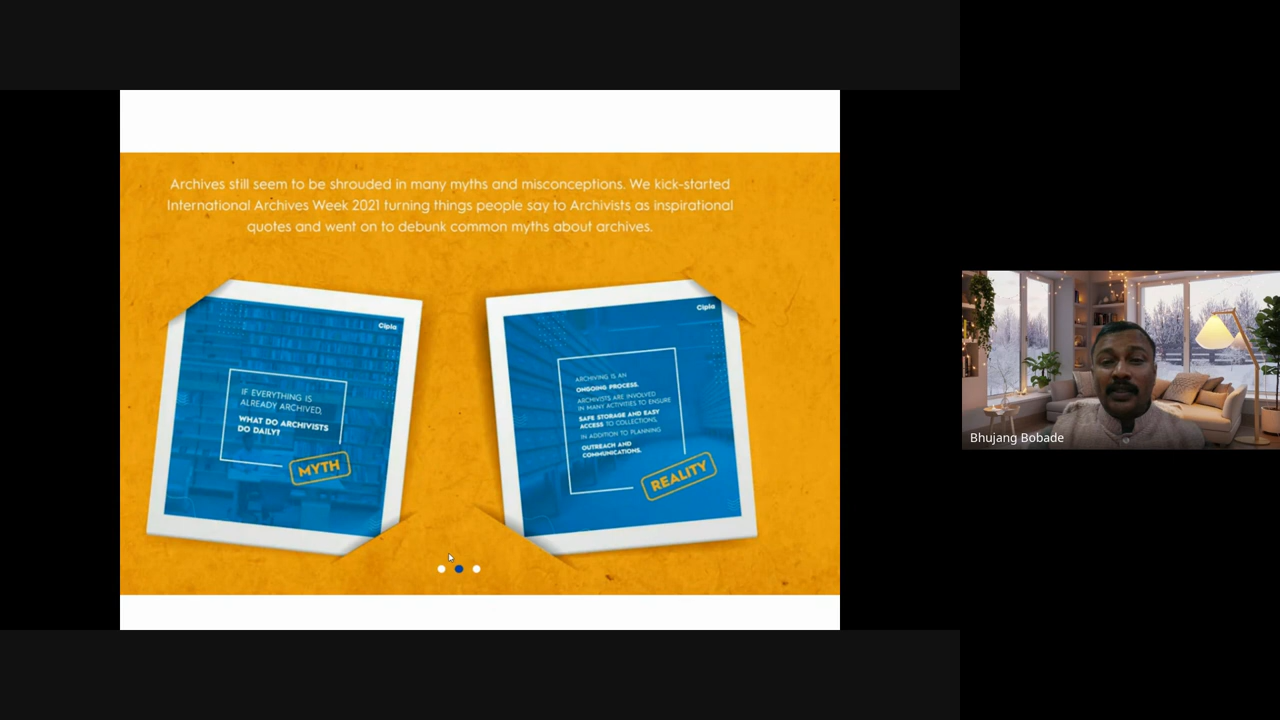 Archives still seem to be shrouded in many myths and misconceptions. We kick-started
International Archives Week 2021 turning things people say to Archivists as inspirational
quotes and went on to debunk common myths about archives.
Cipla
IF EVERYTHING IS
ALREADY ARCHIVED,
WHAT DO ARCHIVISTS
DO DAILY?
MYTH
Cipla
ARCHIVING IS AN
ONGOING PROCESS.
ARCHIVISTS ARE INVOLVED
IN MANY ACTIVITIES TO ENSURE
SAFE STORAGE AND EASY
ACCESS TO COLLECTIONS,
IN ADDITION TO PLANNING
OUTREACH AND
COMMUNICATIONS.
REALITY
Bhujang Bobade